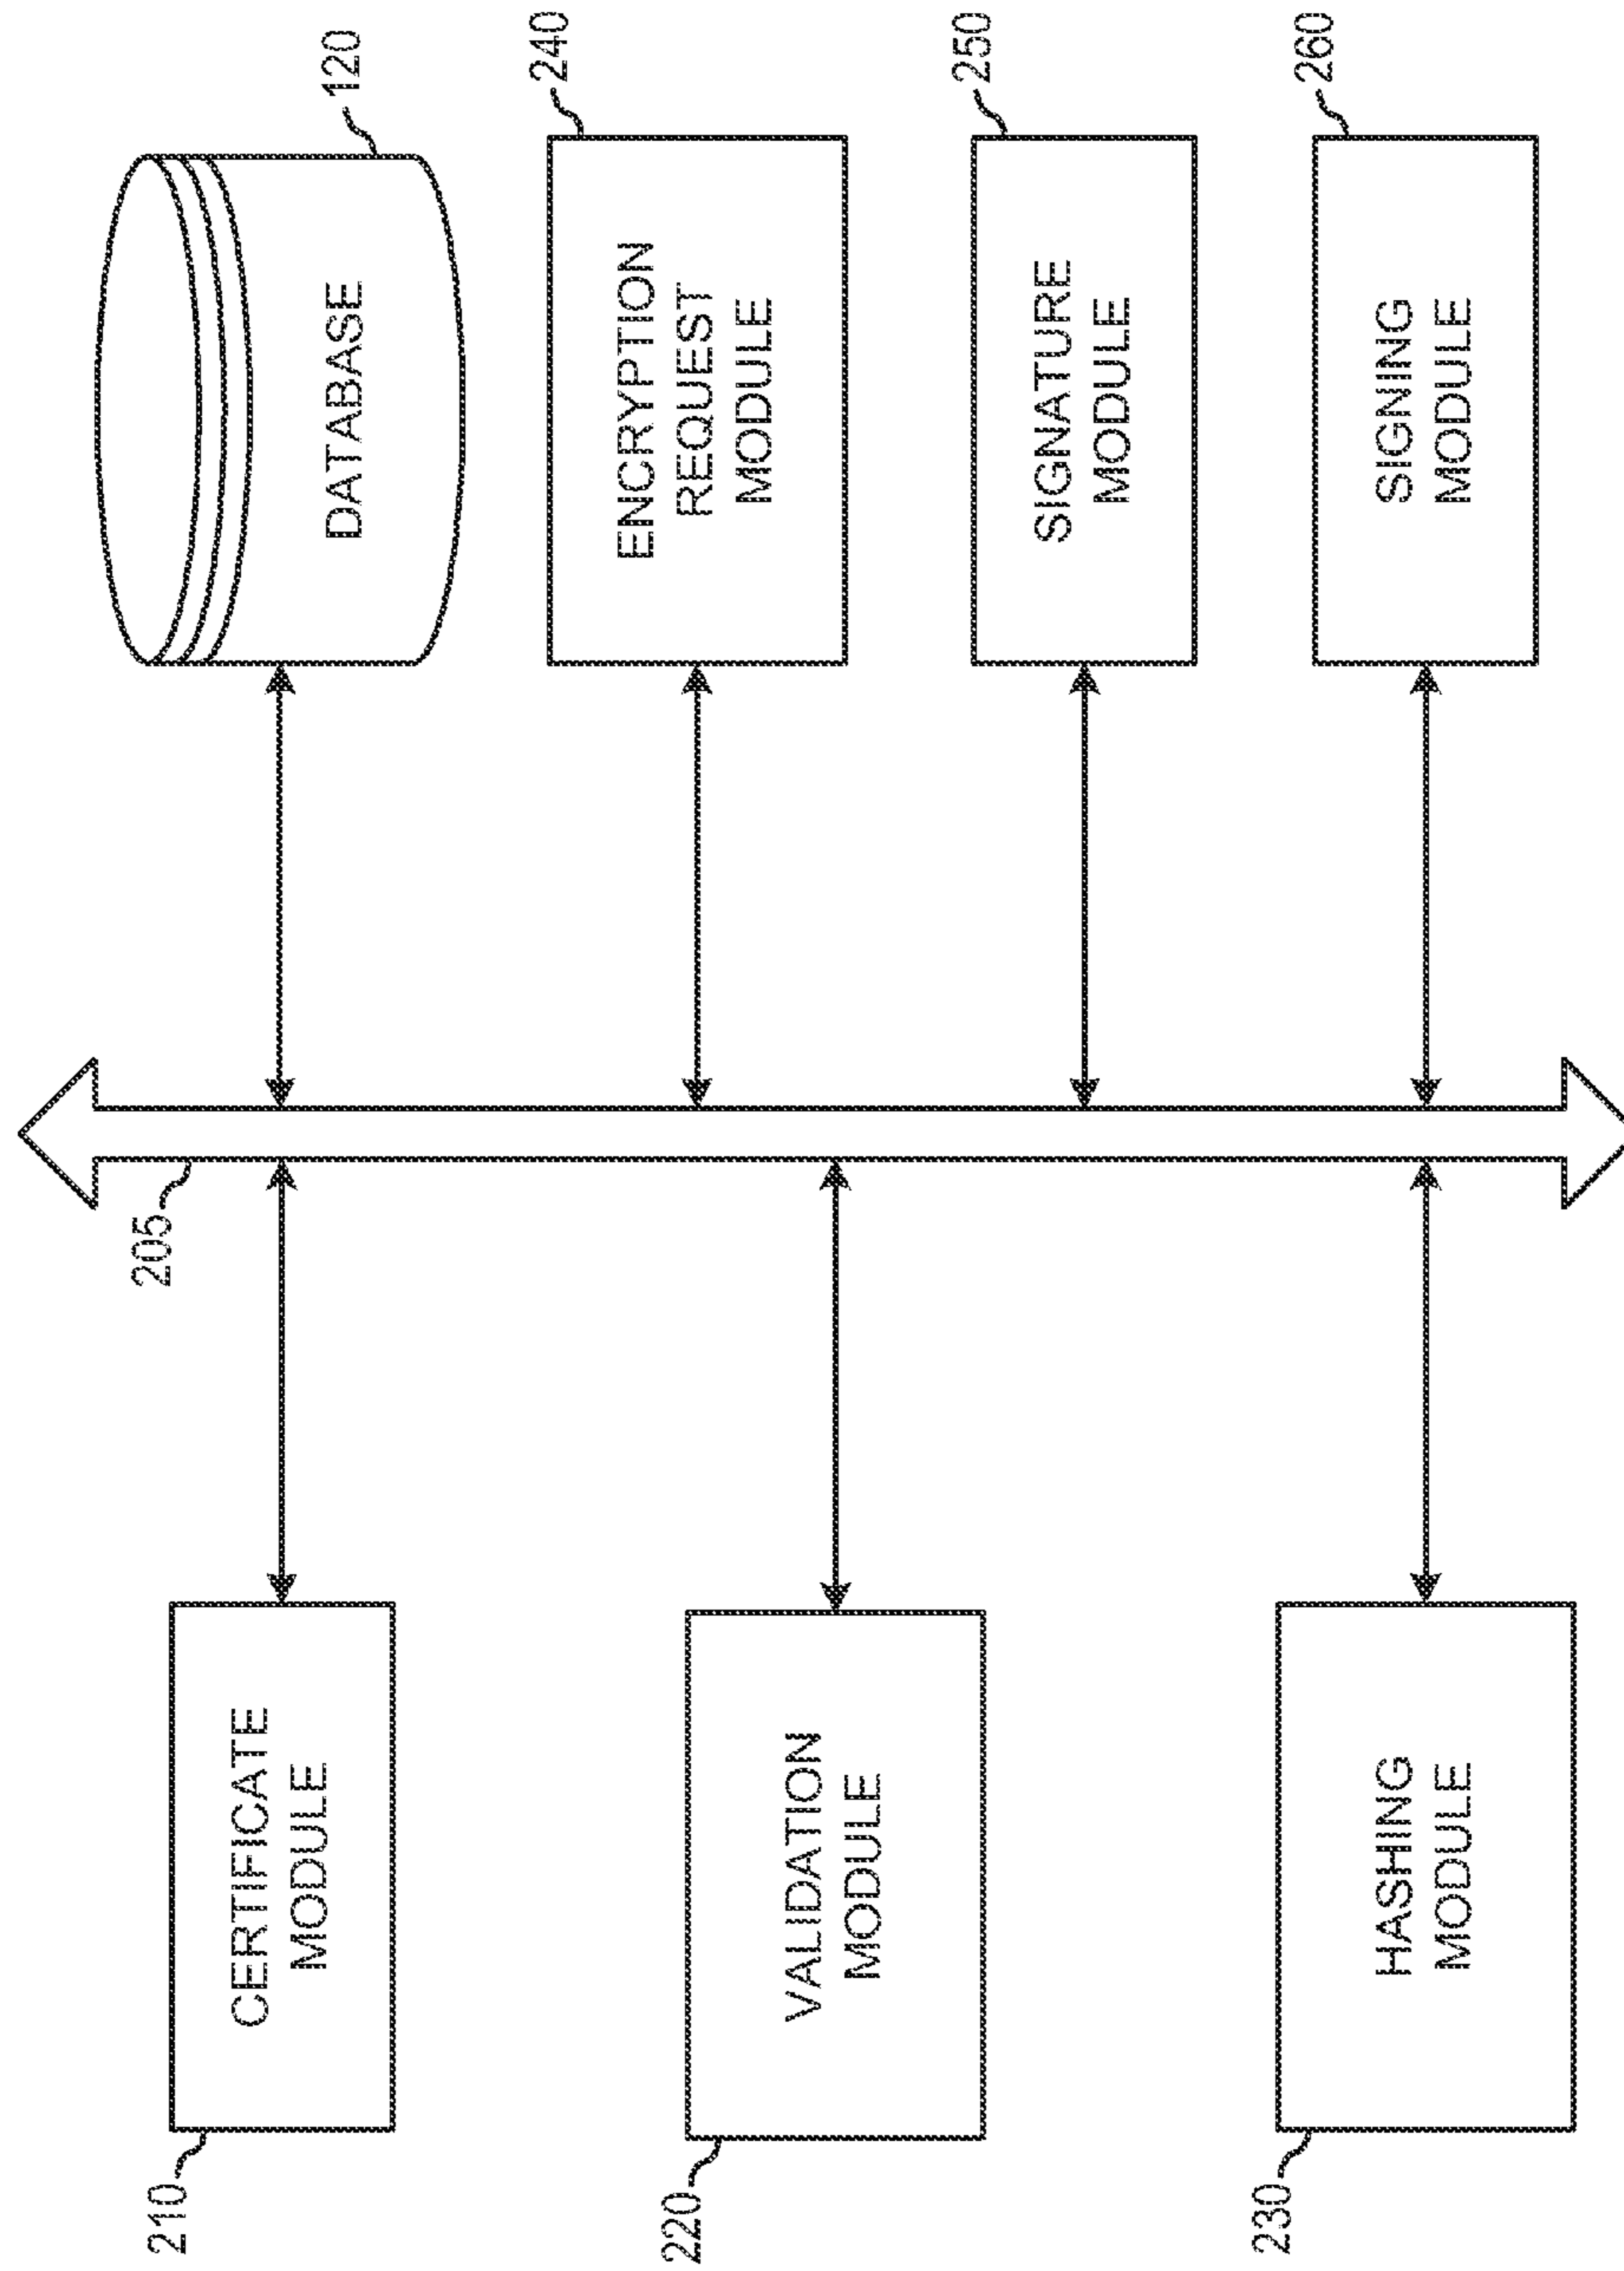 210
CERTIFICATE
MODULE
220
VALIDATION
MODULE
230
HASHING
MODULE
205
120
DATABASE
240
ENCRYPTION
REQUEST
MODULE
250
SIGNATURE
MODULE
260
SIGNING
MODULE